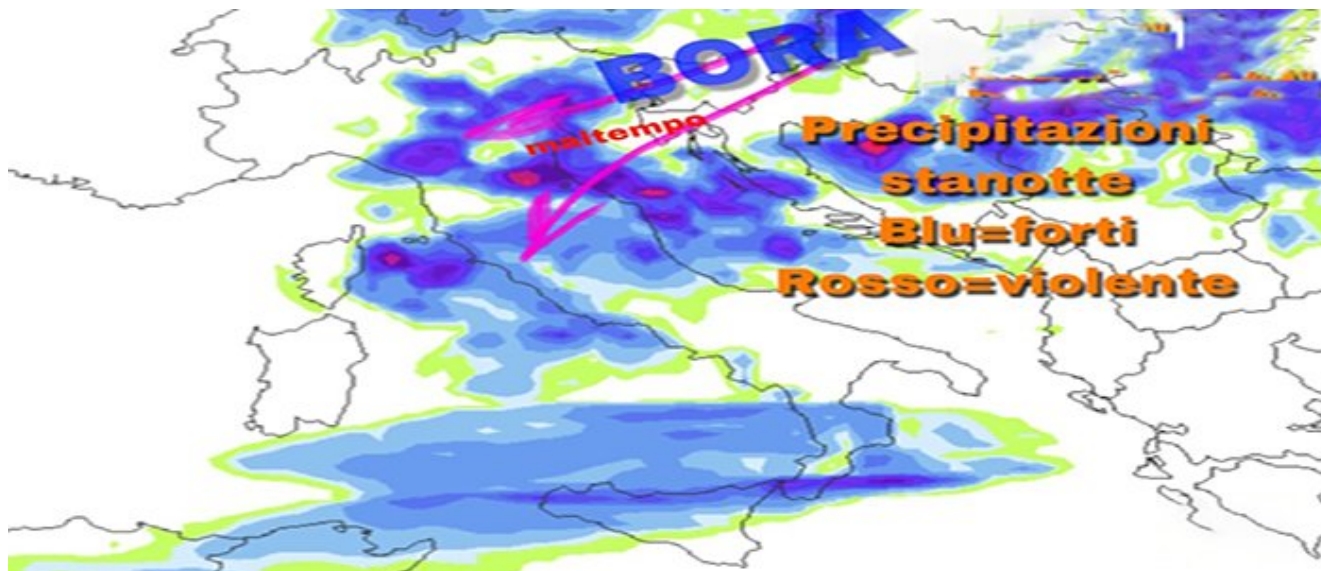 BORA
maltempo
Precipitazioni
stanotte
Blu=forti
Rosso=violente